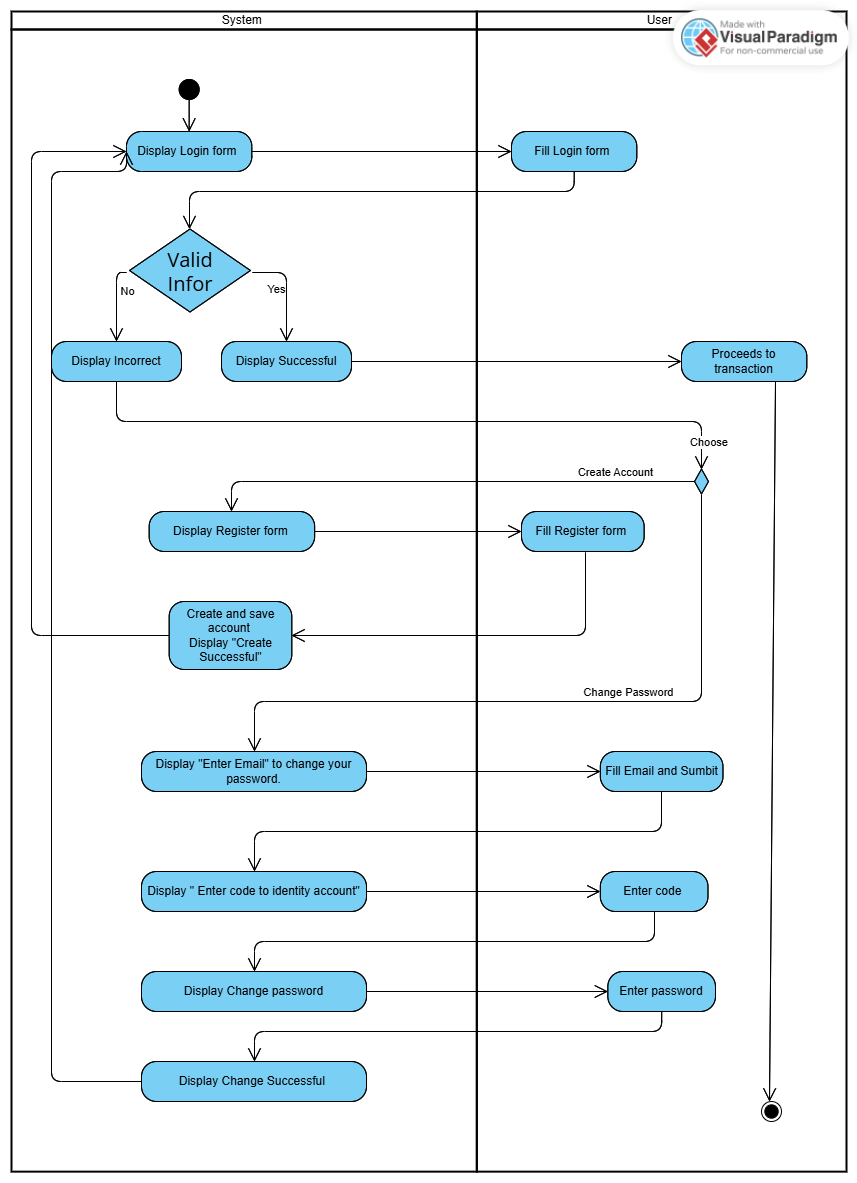 System
User
Made with
Visual Paradigm
For non-commercial use
Display Login form
Fill Login form
Valid
Infor
No
Yes
Display Incorrect
Display Successful
Proceeds to
transaction
Choose
Create Account
Display Register form
Fill Register form
Create and save
account
Display "Create
Successful"
Change Password
Display "Enter Email" to change your
password.
Fill Email and Sumbit
Display " Enter code to identity account"
Enter code
Display Change password
Enter password
Display Change Successful